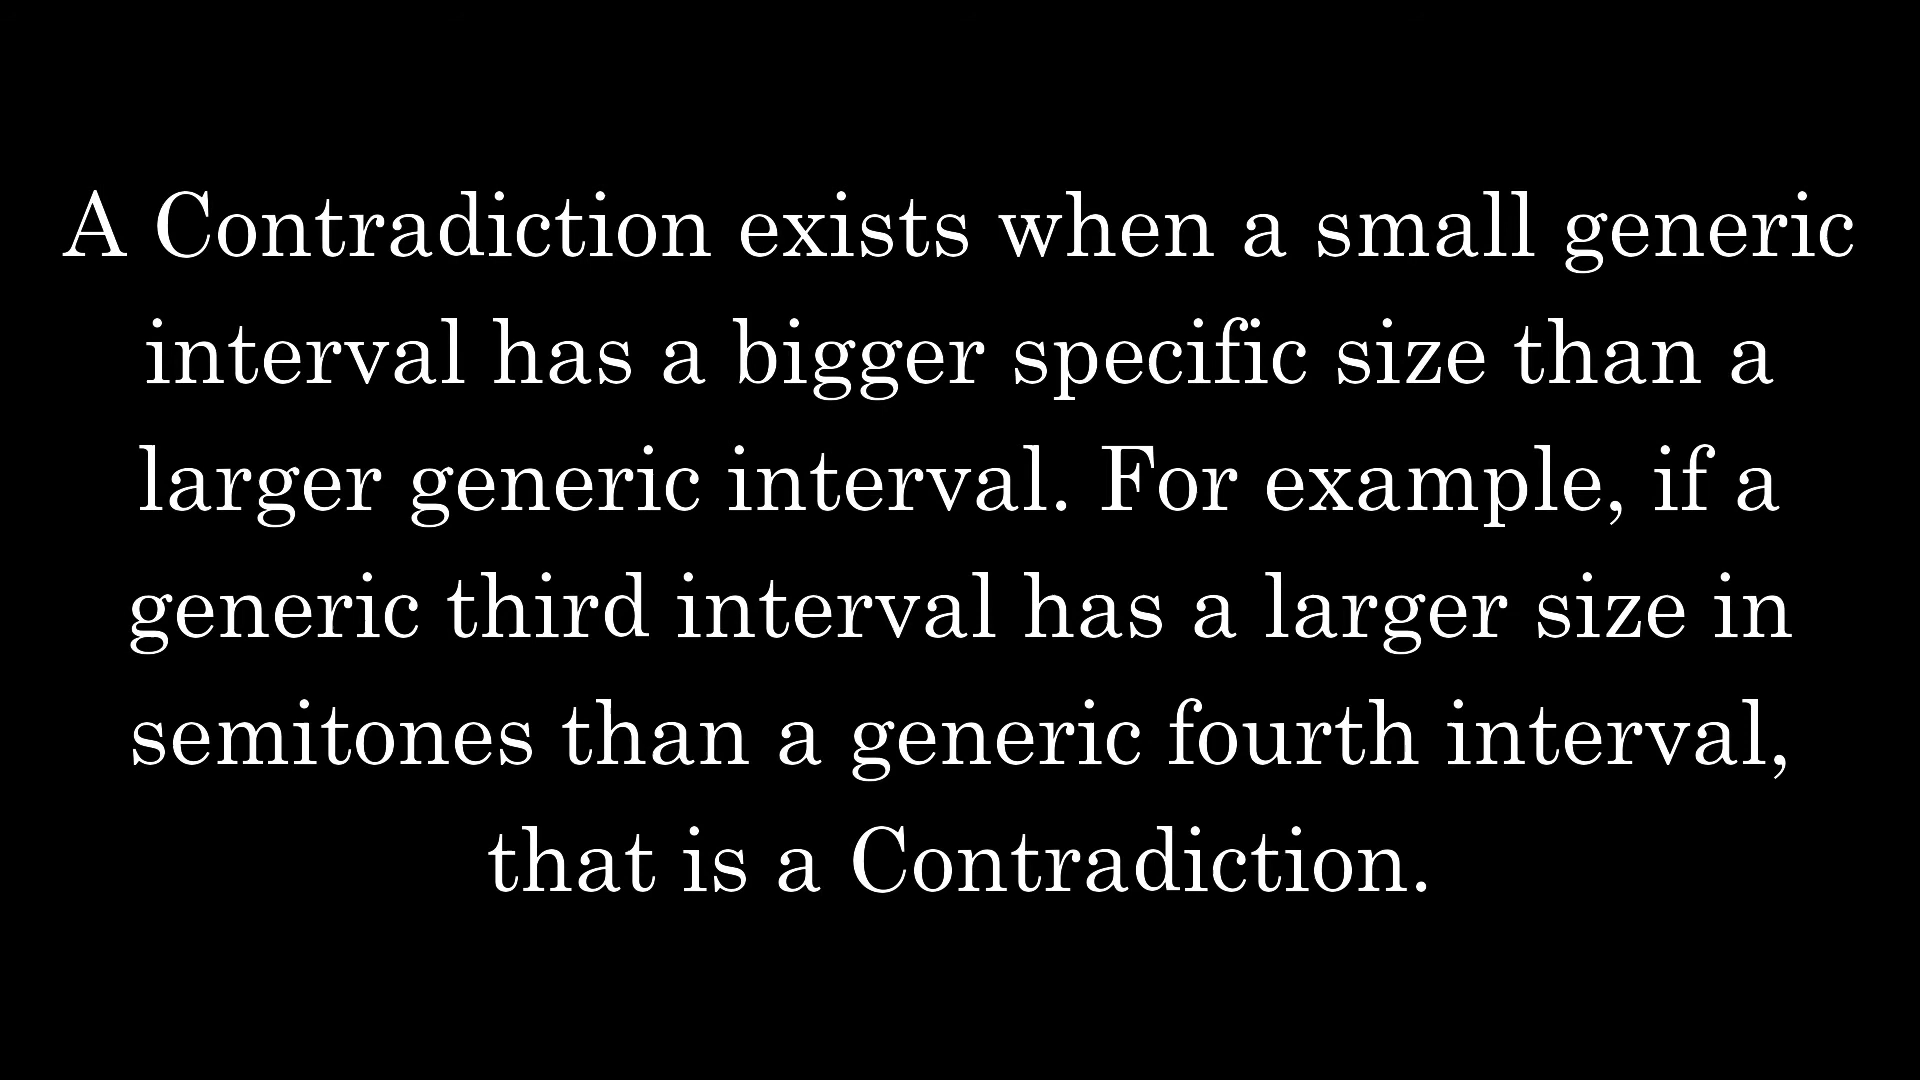 A Contradiction exists when a small generic
interval has a bigger specific size than a
larger generic interval. For example, if a
generic third interval has a larger size in
semitones than a generic fourth interval,
that is a Contradiction.